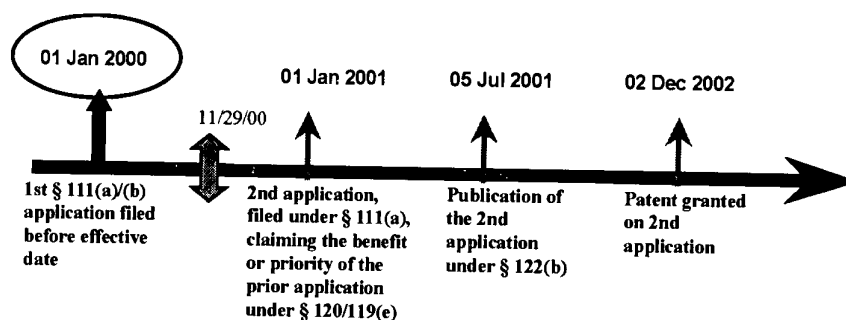 01 Jan 2000
11/29/00
01 Jan 2001
05 Jul 2001
02 Dec 2002
1st § 111(a)/(b)
application filed
before effective
date
2nd application,
filed under § 111(a),
claiming the benefit
or priority of the
prior application
under § 120/119(e)
Publication of
the 2nd
application
under § 122(b)
Patent granted
on 2nd
application